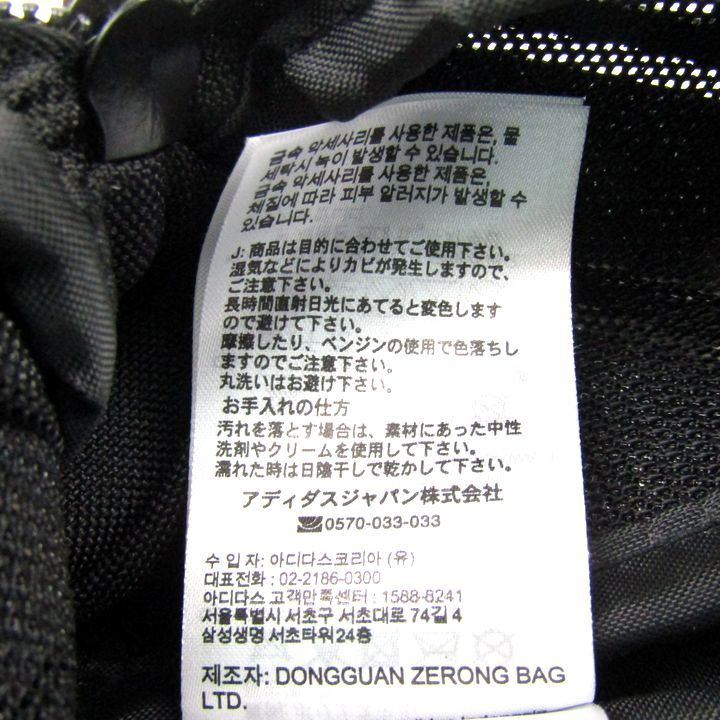 금속 악세사리를 사용한 제품은, 물
세탁시 녹이 발생할 수 있습니다.
금속 악세사리를 사용한 제품은,
체질에 따라 피부 알러지가 발생할 수
있습니다.
J: 商品は目的に合わせてご使用下さい。
湿気などによりカビが発生しますので、
ご注意下さい。
長時間直射日光にあてると変色します
ので避けて下さい。
摩擦したり、ベンジンの使用で色落ちし
ますのでご注意下さい。
丸洗いはお避け下さい。
お手入れの仕方
汚れを落とす場合は、素材にあった中性
洗剤やクリームを使用して下さい。
濡れた時は日陰干しで乾かして下さい。
アディダスジャパン株式会社
0570-033-033
수 입 자: 아디다스코리아 (유)
대표전화 : 02-2186-0300
아디다스 고객만족센터 : 1588-8241
서울특별시 서초구 서초대로 74길 4
삼성생명 서초타워24층
제조자: DONGGUAN ZERONG BAG
LTD.